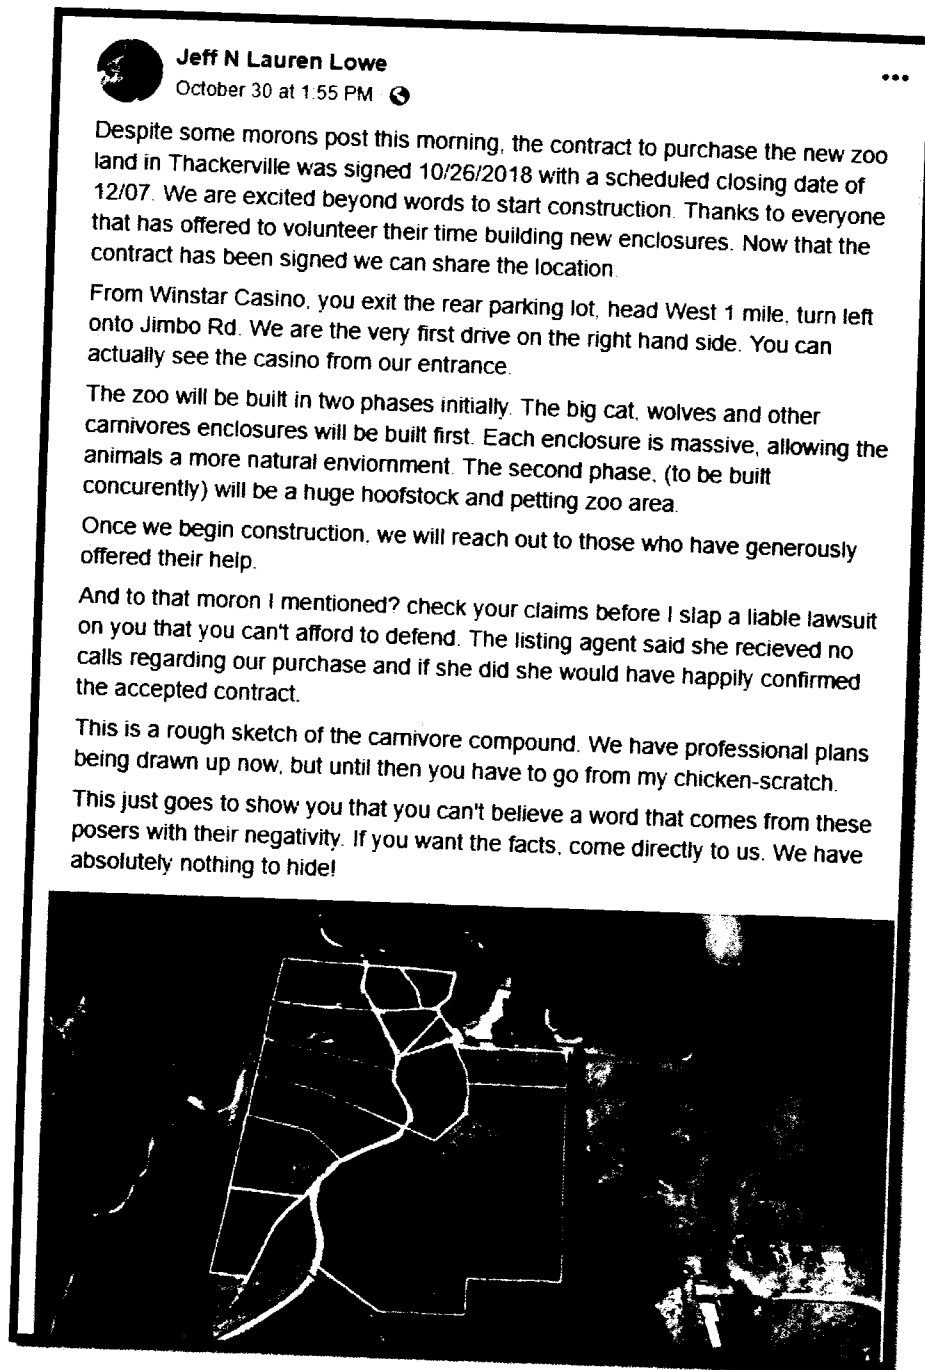 Jeff N Lauren Lowe
October 30 at 1:55 PM
Despite some morons post this morning, the contract to purchase the new zoo
land in Thackerville was signed 10/26/2018 with a scheduled closing date of
12/07. We are excited beyond words to start construction. Thanks to everyone
that has offered to volunteer their time building new enclosures. Now that the
contract has been signed we can share the location.
From Winstar Casino, you exit the rear parking lot, head West 1 mile, turn left
onto Jimbo Rd. We are the very first drive on the right hand side. You can
actually see the casino from our entrance.
The zoo will be built in two phases initially. The big cat, wolves and other
carnivores enclosures will be built first. Each enclosure is massive, allowing the
animals a more natural enviornment. The second phase, (to be built
concurently) will be a huge hoofstock and petting zoo area.
Once we begin construction, we will reach out to those who have generously
offered their help.
And to that moron I mentioned? check your claims before I slap a liable lawsuit
on you that you can't afford to defend. The listing agent said she recieved no
calls regarding our purchase and if she did she would have happily confirmed
the accepted contract.
This is a rough sketch of the carnivore compound. We have professional plans
being drawn up now, but until then you have to go from my chicken-scratch.
This just goes to show you that you can't believe a word that comes from these
posers with their negativity. If you want the facts, come directly to us. We have
absolutely nothing to hide!